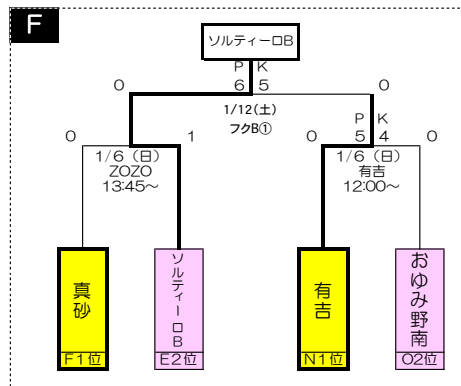 F
ソルティーロB
P K
0 6 5 0
1/12(土)
フクB①
P K
0 1 0 5 4 0
1/6（日）
ZOZO
13:45～
1/6（日）
有吉
12:00～
真砂
F1位
ソルティーロB
E2位
有吉
N1位
おゆみ野南
O2位